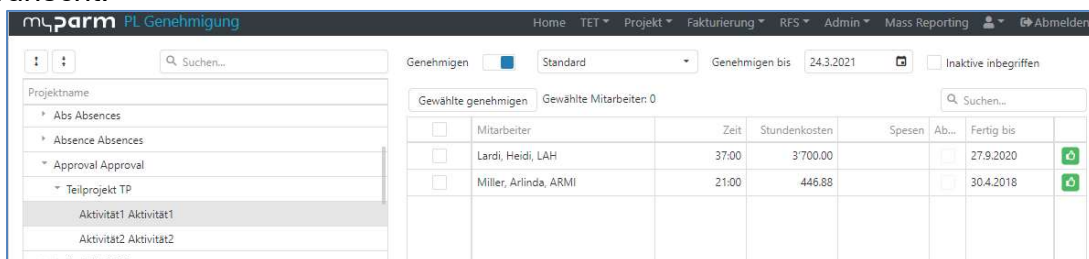 myparm PL Genehmigung Home TET Projekt Fakturierung RFS Admin Mass Reporting Abmelden
Suchen... Genehmigen Standard Genehmigen bis 24.3.2021 Inaktive inbegriffen
Projektname
Gewählte genehmigen Gewählte Mitarbeiter: 0 Suchen...
Abs Absences
Absence Absences
Approval Approval
Teilprojekt TP
Aktivität1 Aktivität1
Aktivität2 Aktivität2
Mitarbeiter Zeit Stundenkosten Spesen Ab... Fertig bis
Lardi, Heidi, LAH 37:00 3'700.00 27.9.2020
Miller, Arlinda, ARMI 21:00 446.88 30.4.2018